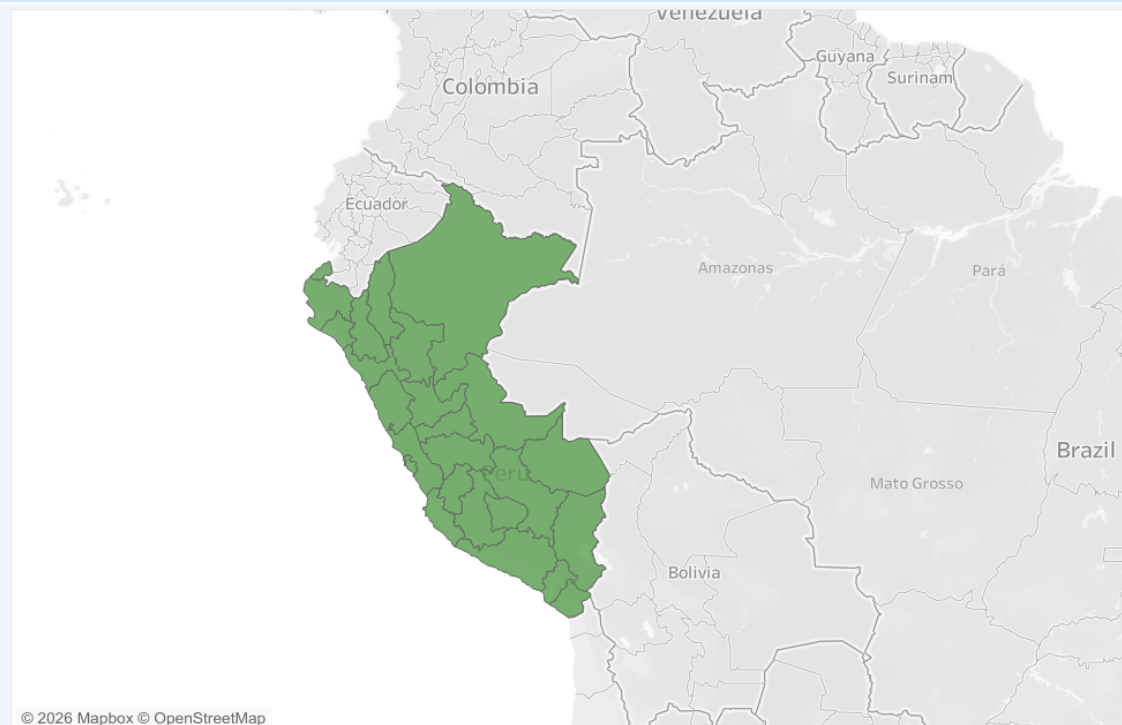 Venezuela
Guyana
Surinam
Colombia
Ecuador
Amazonas
Pará
Brazil
Peru
Mato Grosso
Bolivia
© 2026 Mapbox © OpenStreetMap